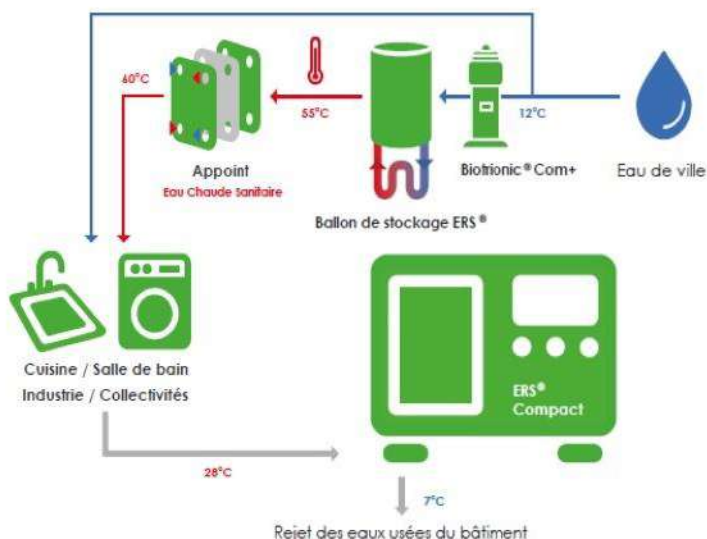 60°C
55°C
12°C
Appoint
Eau Chaude Sanitaire
Biotrionic® Com+
Eau de ville
Ballon de stockage ERS®
Cuisine / Salle de bain
Industrie / Collectivités
ERS®
Compact
28°C
7°C
Rejet des eaux usées du bâtiment